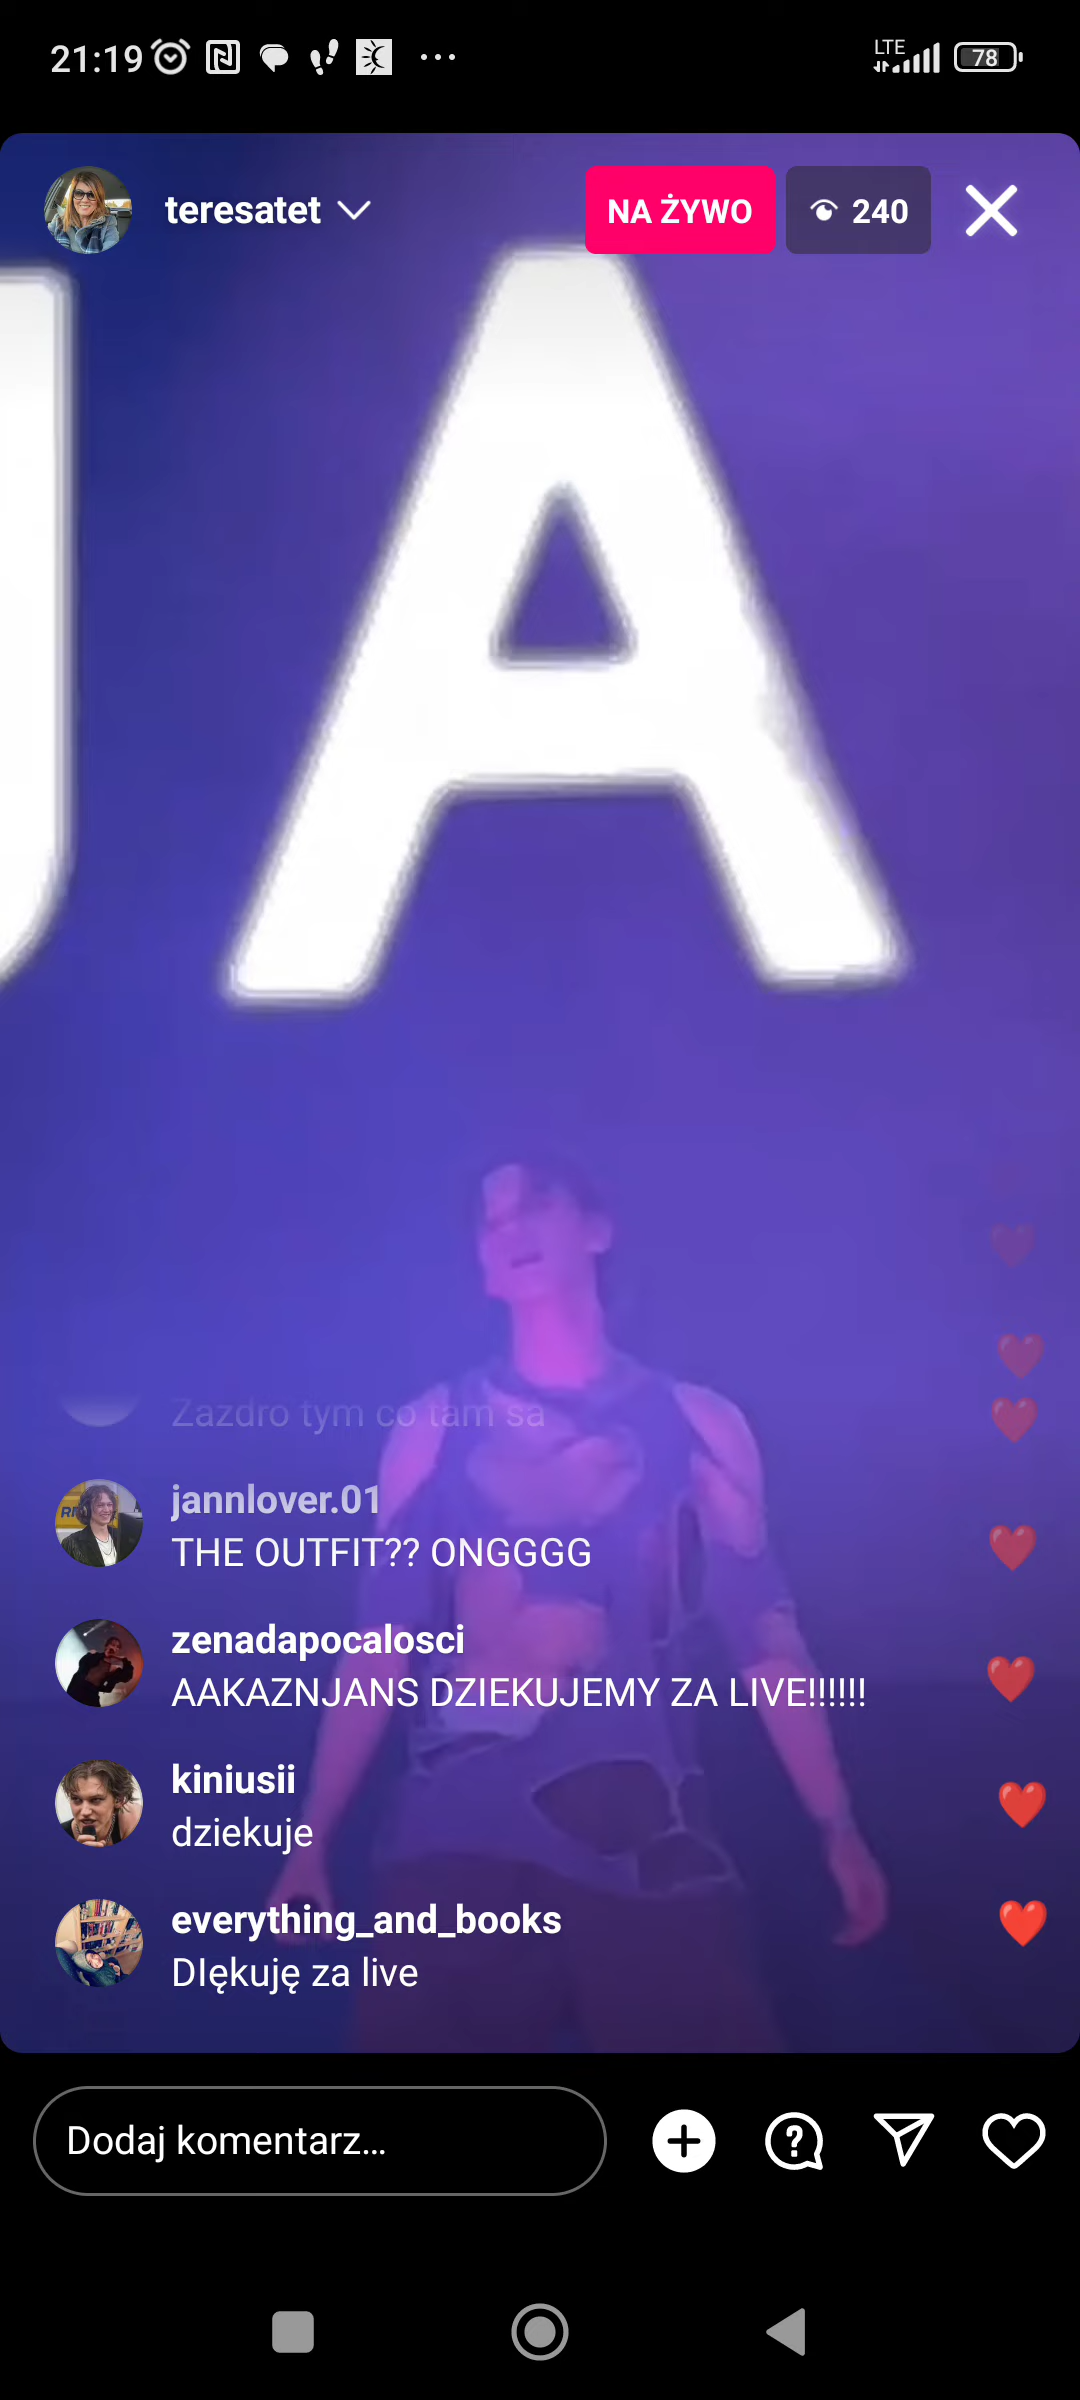 21:19
LTE
78
teresatet
NA ŻYWO
240
A
Zazdro tym co tam sa
jannlover.01
THE OUTFIT?? ONGGGG
zenadapocalosci
AAKAZNJANS DZIEKUJEMY ZA LIVE!!!!!!
kiniusii
dziekuje
everything_and_books
DIękuję za live
Dodaj komentarz...